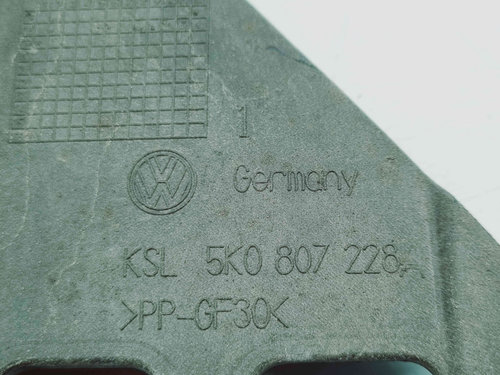 1
Germany
KSL 5K0 807 228
>PP-GF30<